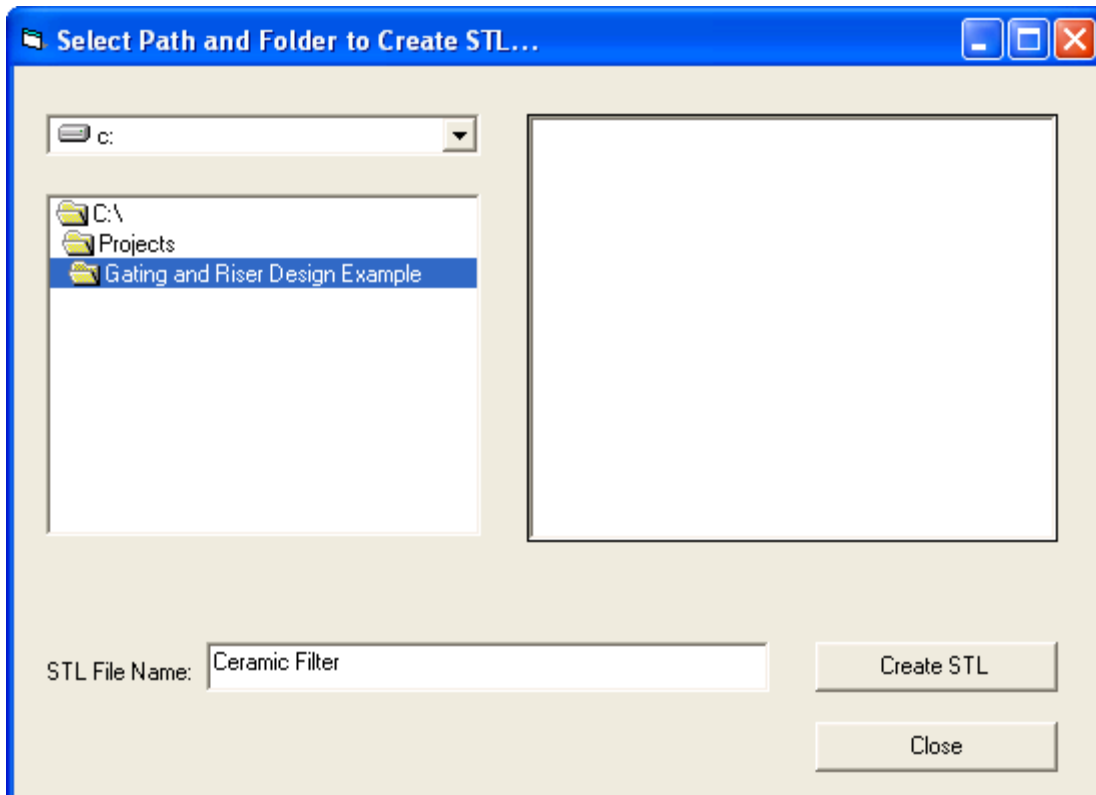 Select Path and Folder to Create STL...
c:
C:\
Projects
Gating and Riser Design Example
STL File Name:
Ceramic Filter
Create STL
Close